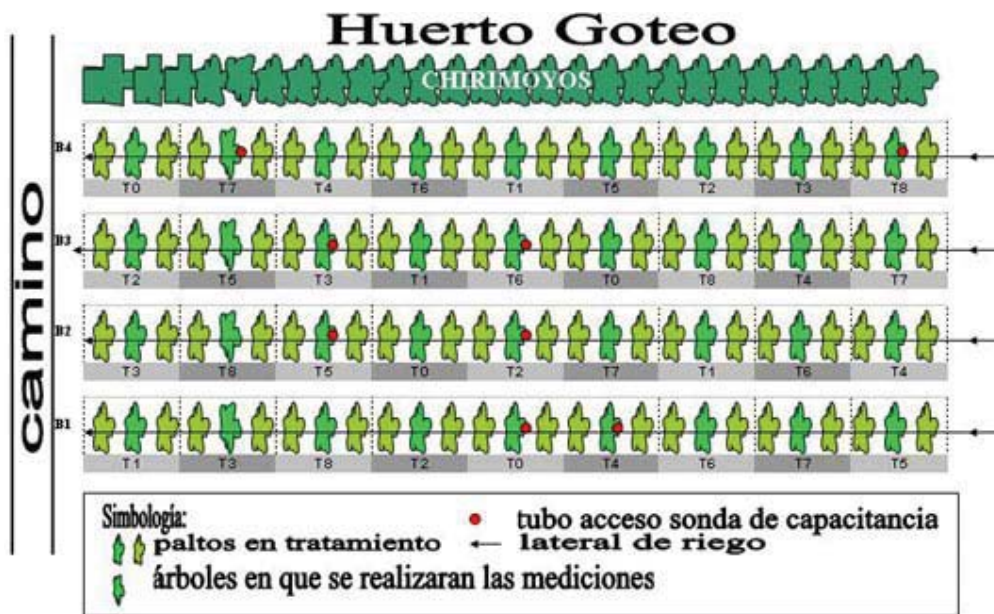 Huerto Goteo
CHIRIMOYOS
camino
B4
T0 T7 T4 T6 T1 T5 T2 T3 T8
B3
T2 T5 T3 T1 T6 T0 T8 T4 T7
B2
T3 T8 T5 T0 T2 T7 T1 T6 T4
B1
T1 T3 T8 T2 T0 T4 T6 T7 T5
Simbología:
paltos en tratamiento
árboles en que se realizaran las mediciones
tubo acceso sonda de capacitancia
lateral de riego